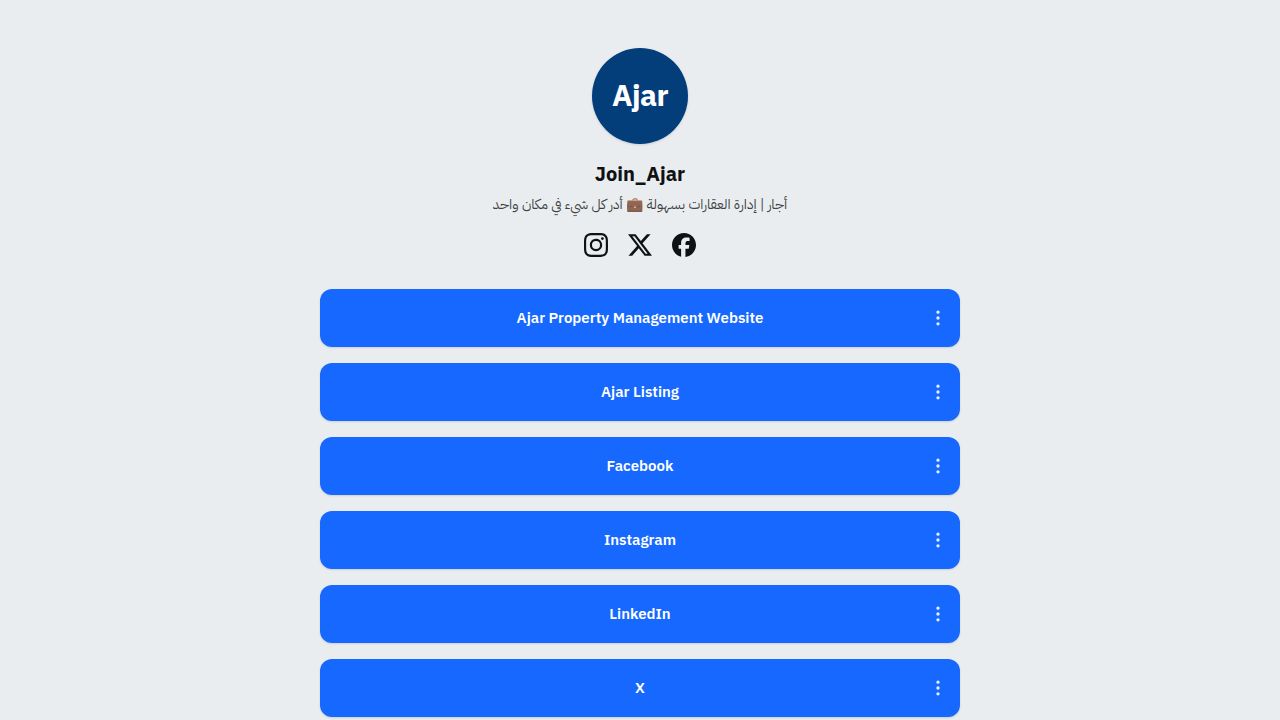 Ajar
Join_Ajar
أجار | إدارة العقارات بسهولة 💼 أدر كل شيء في مكان واحد
Ajar Property Management Website
Ajar Listing
Facebook
Instagram
LinkedIn
X